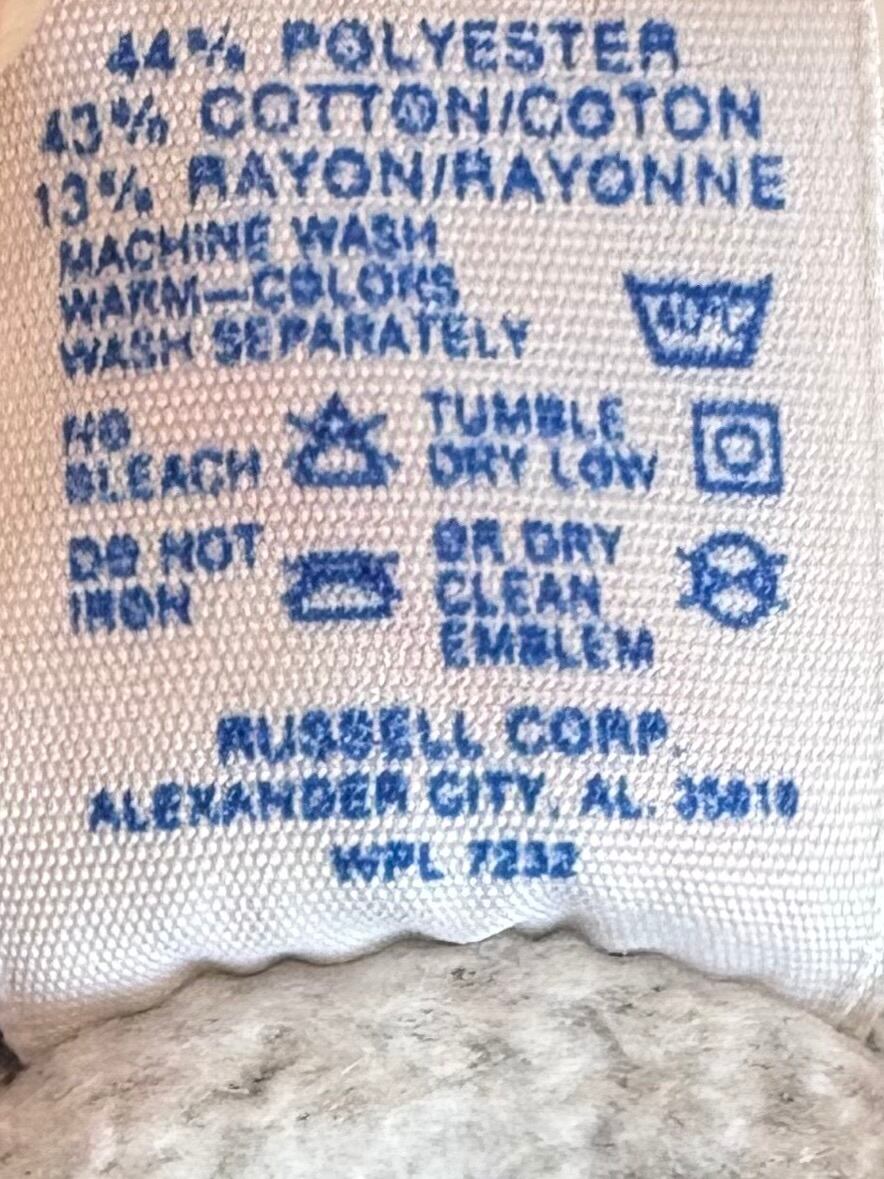 44% POLYESTER
43% COTTON/COTON
13% RAYON/RAYONNE
MACHINE WASH
WARM—COLORS
WASH SEPARATELY
40°C
NO
BLEACH
TUMBLE
DRY LOW
DO NOT
IRON
OR DRY
CLEAN
EMBLEM
RUSSELL CORP.
ALEXANDER CITY, AL. 35010
WPL 7232